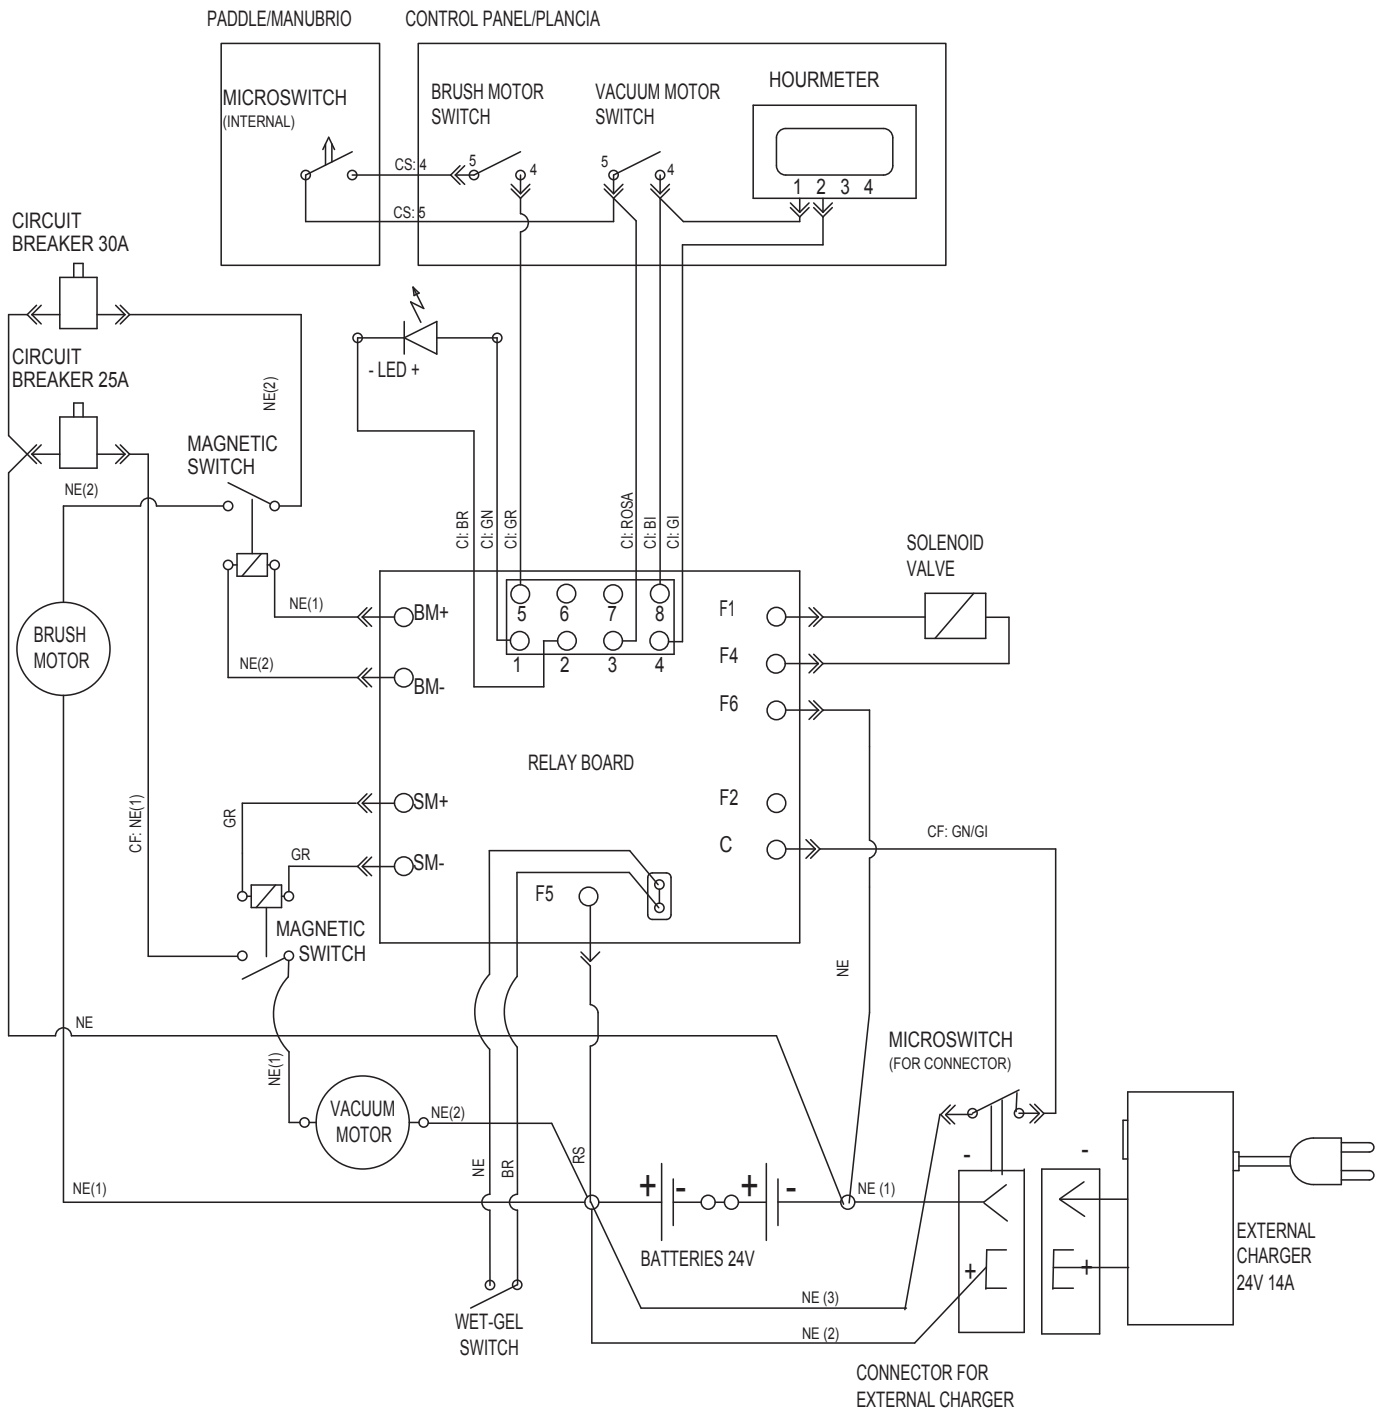 PADDLE/MANUBRIO
CONTROL PANEL/PLANCIA
MICROSWITCH
(INTERNAL)
BRUSH MOTOR
SWITCH
VACUUM MOTOR
SWITCH
HOURMETER
CS: 4
5
4
5
4
1 2 3 4
CS: 5
CIRCUIT
BREAKER 30A
CIRCUIT
BREAKER 25A
- LED +
NE(2)
MAGNETIC
SWITCH
NE(2)
CI: BR
CI: GN
CI: GR
CI: ROSA
CI: BI
CI: GI
SOLENOID
VALVE
NE(1)
BM+
5 6 7 8
F1
BRUSH
MOTOR
NE(2)
BM-
1 2 3 4
F4
F6
RELAY BOARD
CF: NE(1)
GR
SM+
F2
GR
SM-
C
CF: GN/GI
F5
MAGNETIC
SWITCH
NE
NE
NE(1)
MICROSWITCH
(FOR CONNECTOR)
VACUUM
MOTOR
NE(2)
NE
BR
RS
- -
NE(1)
+ - + -
NE (1)
BATTERIES 24V
+ +
EXTERNAL
CHARGER
24V 14A
NE (3)
NE (2)
WET-GEL
SWITCH
CONNECTOR FOR
EXTERNAL CHARGER